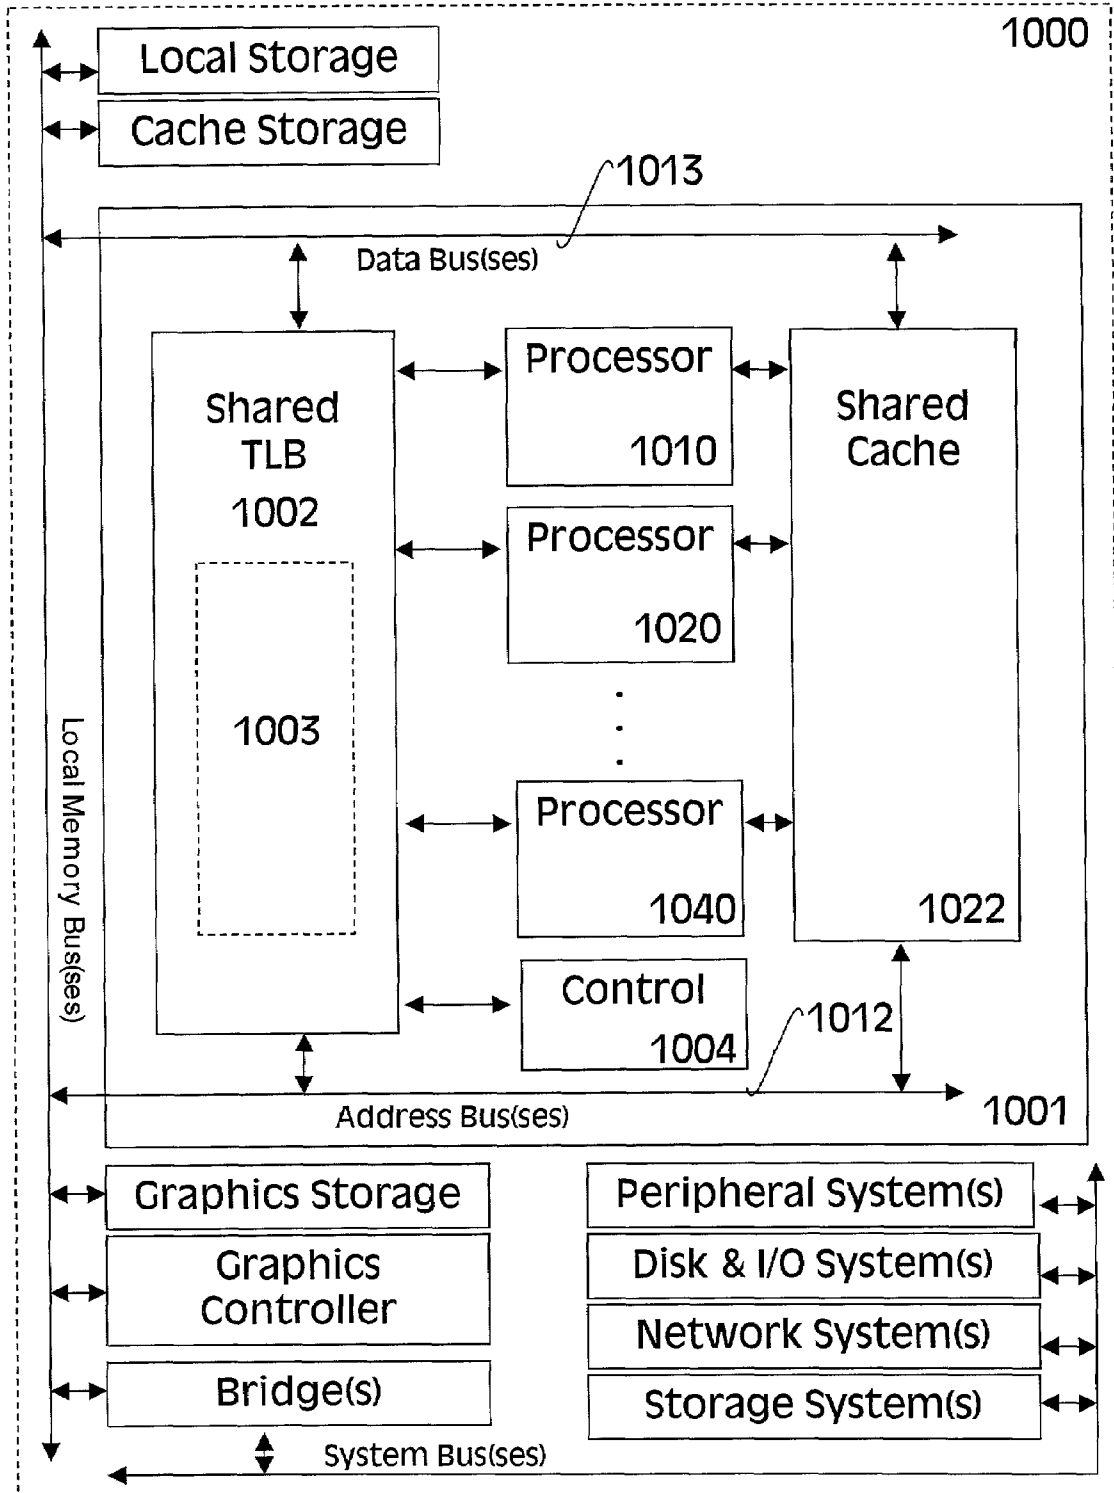 1000
Local Storage
Cache Storage
1013
Data Bus(ses)
Shared
TLB
1002
1003
Processor
1010
Processor
1020
.
.
.
Processor
1040
Control
1004
Shared
Cache
1022
1012
Address Bus(ses)
1001
Local Memory Bus(ses)
Graphics Storage
Graphics
Controller
Bridge(s)
Peripheral System(s)
Disk & I/O System(s)
Network System(s)
Storage System(s)
System Bus(ses)